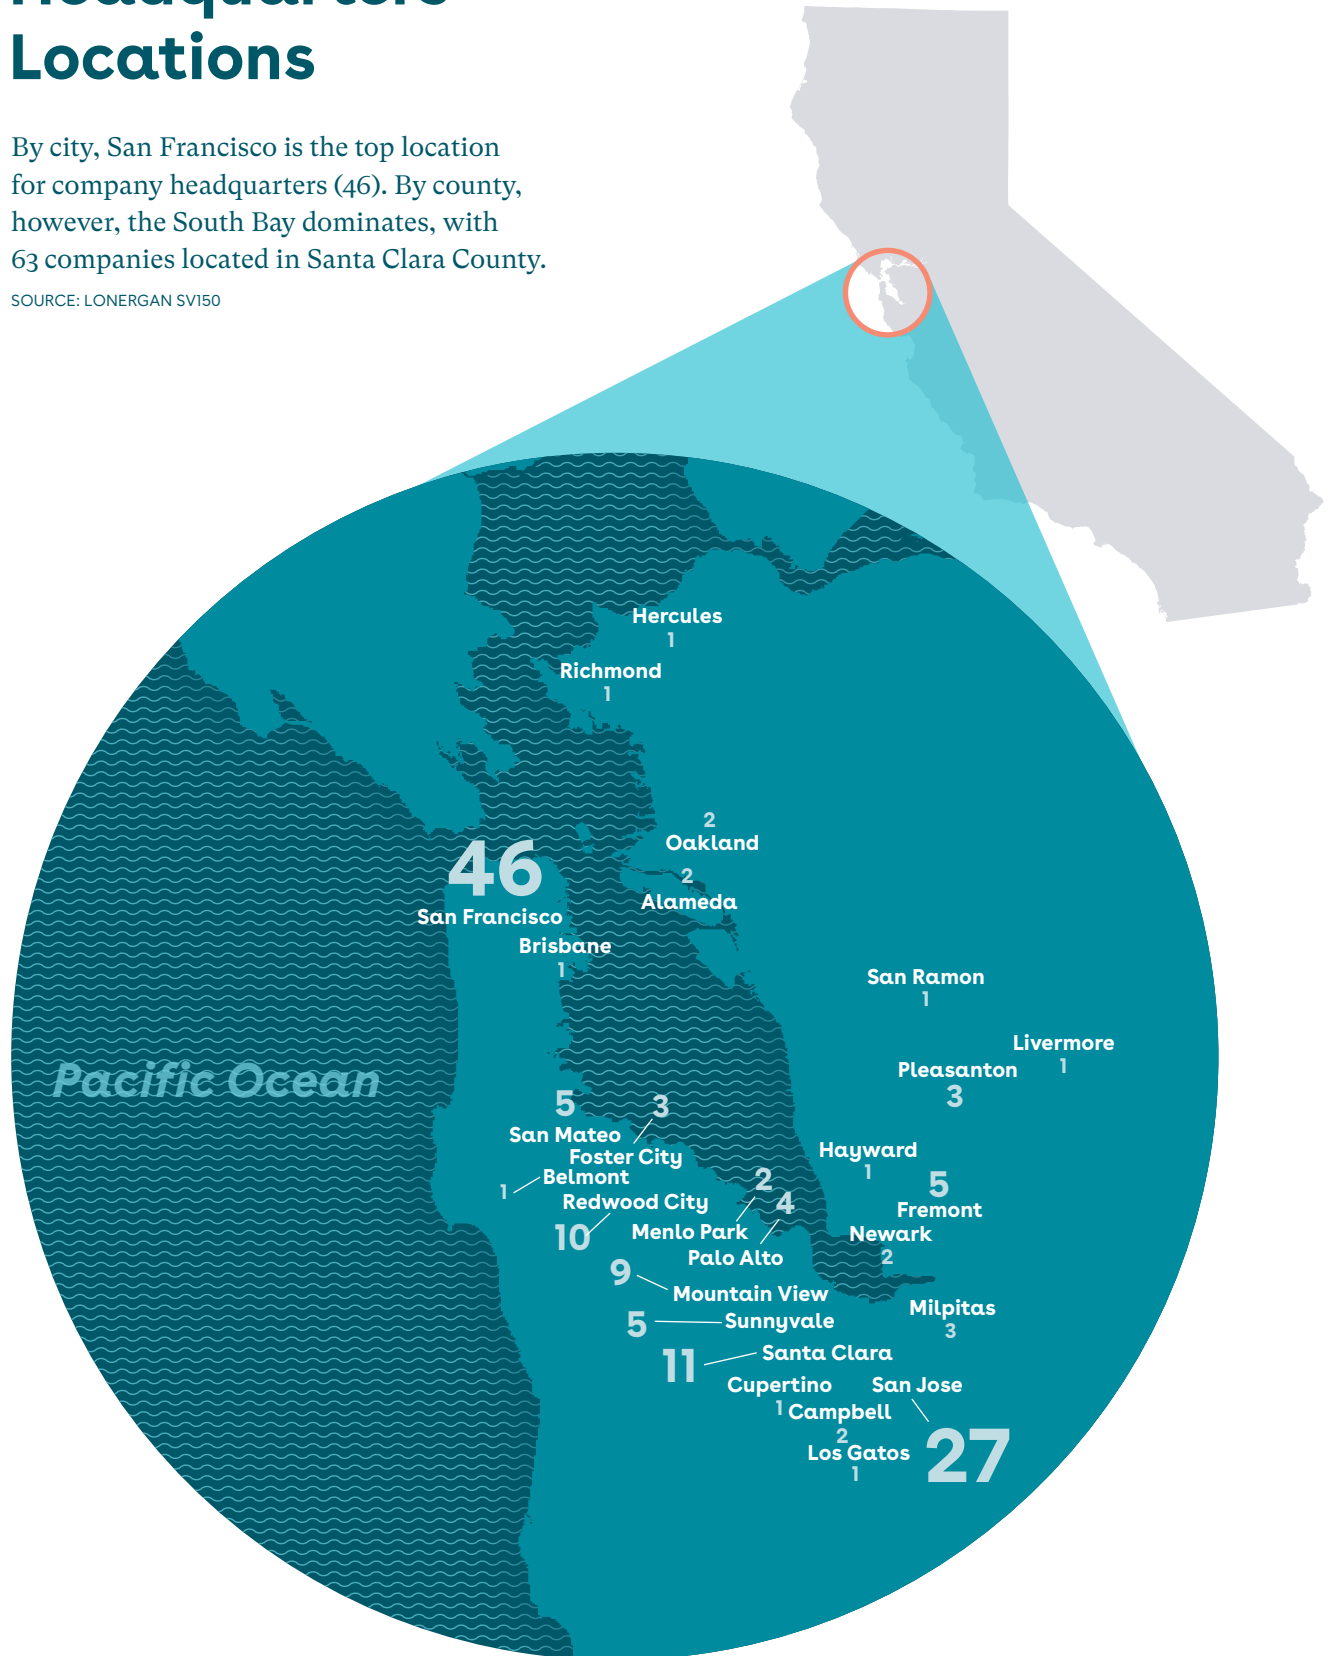 Headquarters
Locations
By city, San Francisco is the top location
for company headquarters (46). By county,
however, the South Bay dominates, with
63 companies located in Santa Clara County.
SOURCE: LONERGAN SV150
Hercules
1
Richmond
1
2
Oakland
2
Alameda
46
San Francisco
Brisbane
1
San Ramon
1
Livermore
1
Pleasanton
3
Pacific Ocean
5
San Mateo
3
Foster City
Belmont
1
Redwood City
10
2
Menlo Park
4
Palo Alto
Hayward
1
5
Fremont
Newark
2
9
Mountain View
5
Sunnyvale
Milpitas
3
11
Santa Clara
Cupertino
1
San Jose
27
Campbell
2
Los Gatos
1